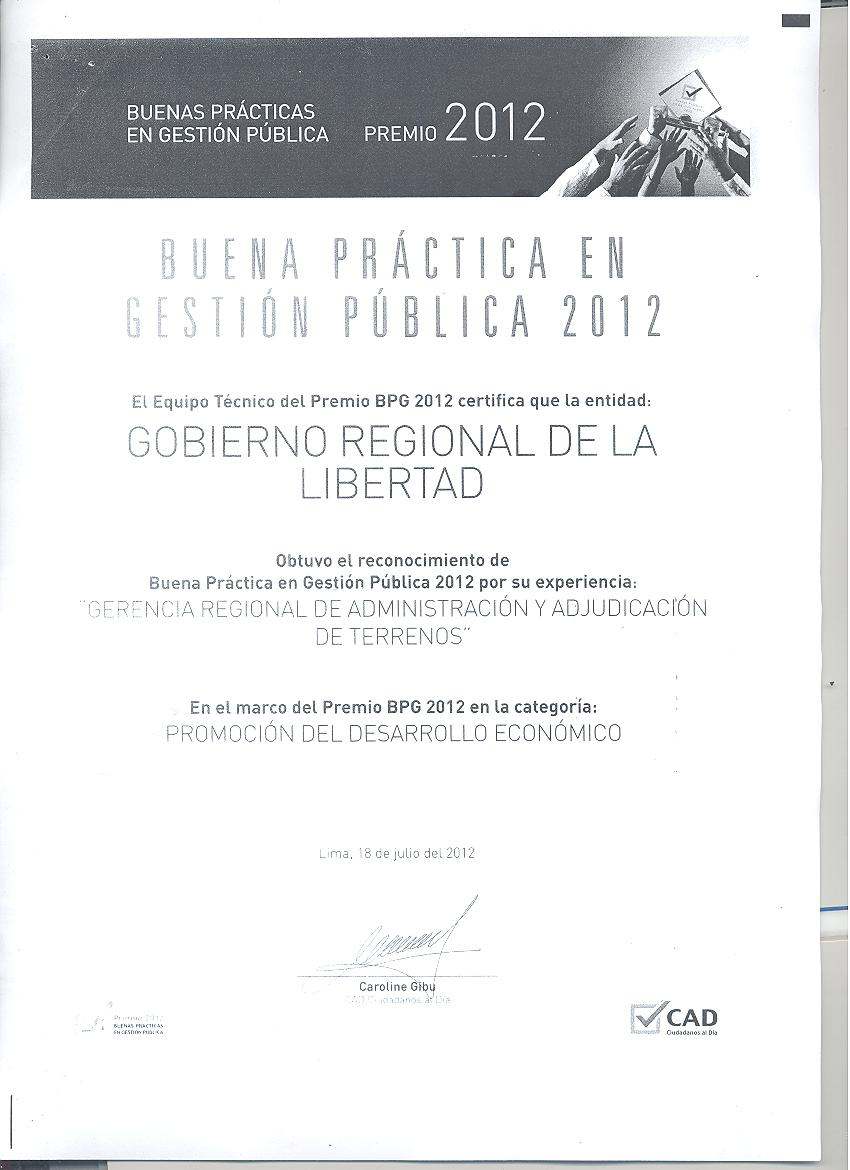 BUENAS PRÁCTICAS
EN GESTIÓN PÚBLICA PREMIO 2012
BUENA PRÁCTICA EN
GESTIÓN PÚBLICA 2012
El Equipo Técnico del Premio BPG 2012 certifica que la entidad:
GOBIERNO REGIONAL DE LA
LIBERTAD
Obtuvo el reconocimiento de
Buena Práctica en Gestión Pública 2012 por su experiencia:
"GERENCIA REGIONAL DE ADMINISTRACIÓN Y ADJUDICACIÓN
DE TERRENOS"
En el marco del Premio BPG 2012 en la categoría:
PROMOCIÓN DEL DESARROLLO ECONÓMICO
Lima, 18 de julio del 2012
Caroline Gibu
CAD Ciudadanos al Día
Premio 2012
BUENAS PRÁCTICAS
EN GESTIÓN PÚBLICA
CAD
Ciudadanos al Día